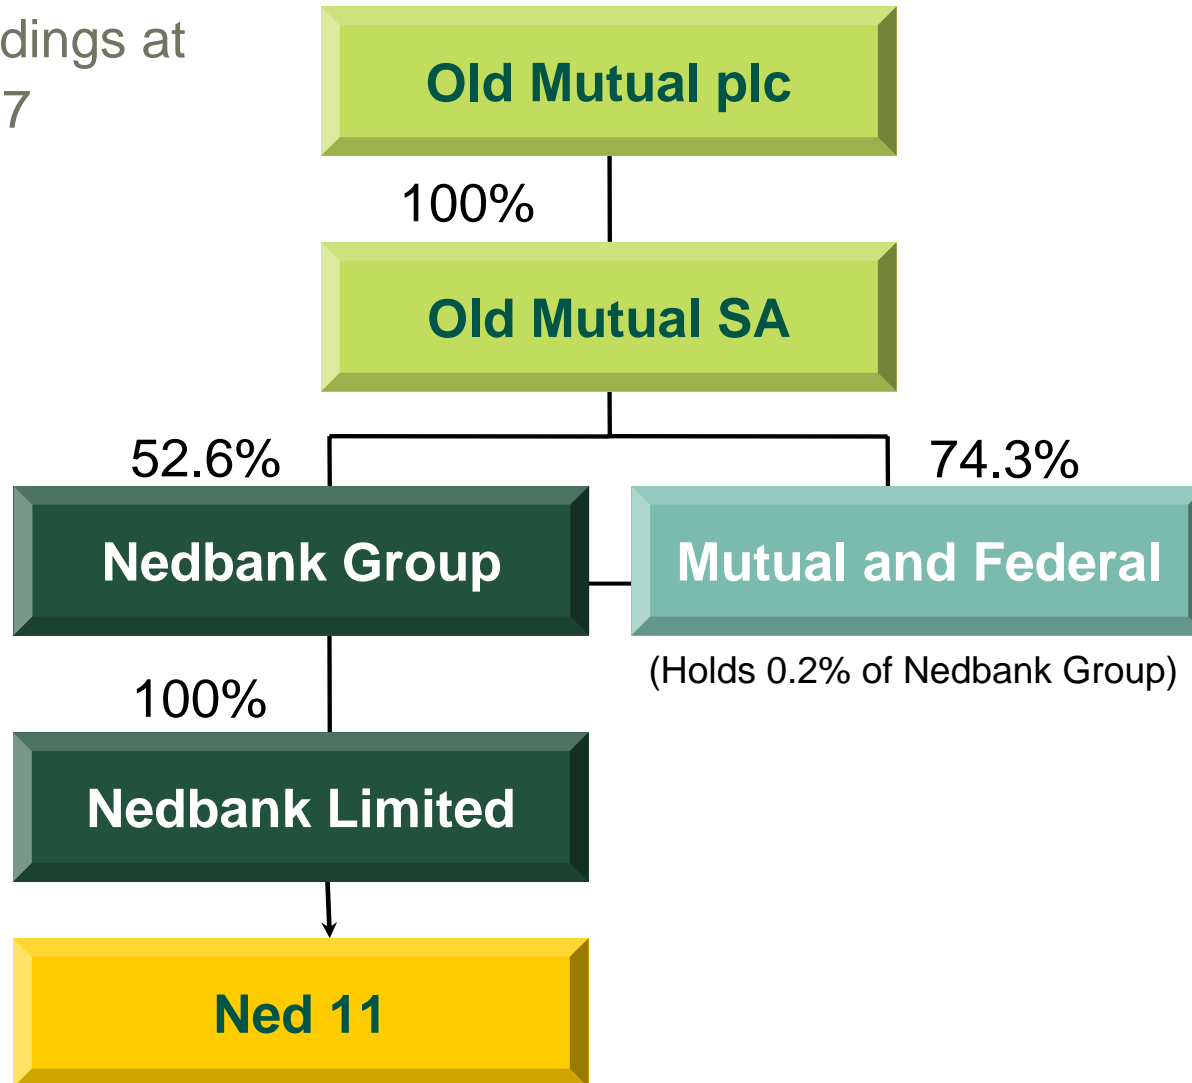 dings at
7
Old Mutual plc
100%
Old Mutual SA
52.6%
74.3%
Nedbank Group
Mutual and Federal
(Holds 0.2% of Nedbank Group)
100%
Nedbank Limited
Ned 11